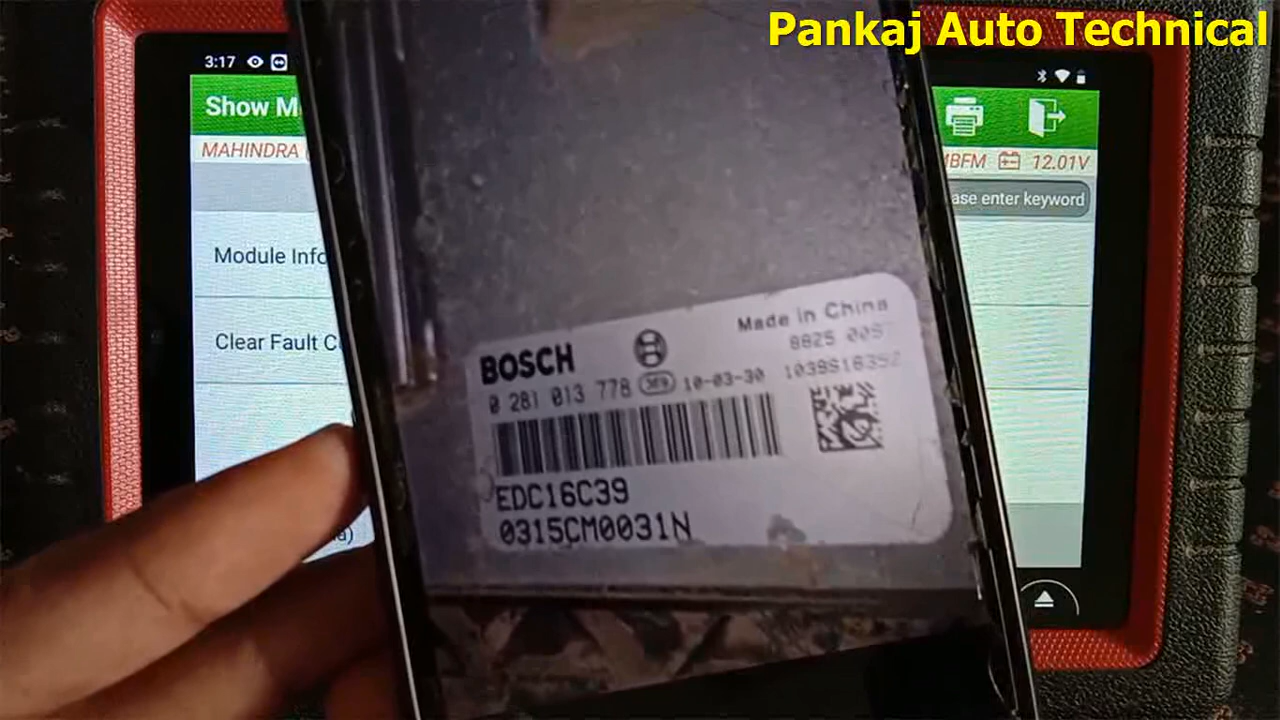 Pankaj Auto Technical
3:17
Show M
MAHINDRA
12.01V
ase enter keyword
Module Info
Clear Fault C
Made in China
BOSCH
8825
0 281 013 778 10-03-30
EDC16C39
0315CM0031N